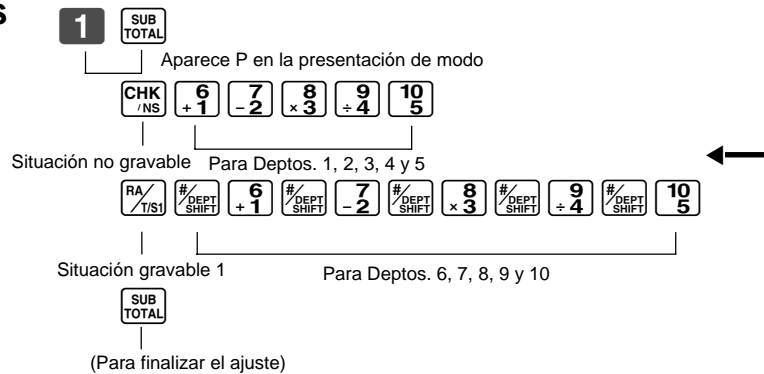 s
1 SUB TOTAL
Aparece P en la presentación de modo
CHK /NS 6 + 1 7 – 2 8 × 3 9 ÷ 4 10 5
Situación no gravable Para Deptos. 1, 2, 3, 4 y 5
RA/ T/S1 #/DEPT SHIFT 6 + 1 #/DEPT SHIFT 7 – 2 #/DEPT SHIFT 8 × 3 #/DEPT SHIFT 9 ÷ 4 #/DEPT SHIFT 10 5
Situación gravable 1 Para Deptos. 6, 7, 8, 9 y 10
SUB TOTAL
(Para finalizar el ajuste)